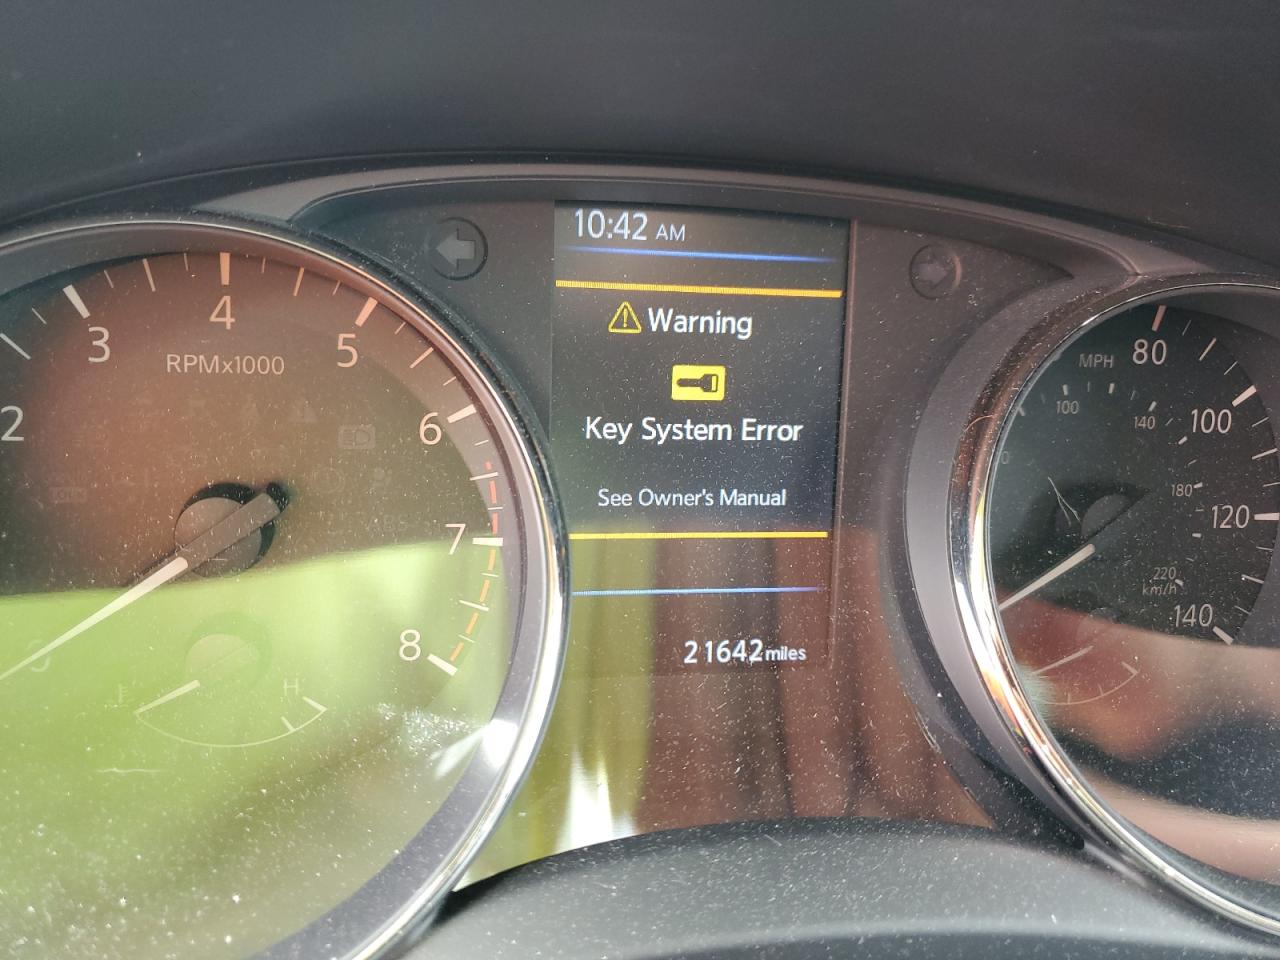 10:42 AM
Warning
Key System Error
See Owner's Manual
21642 miles
2
3
4
5
6
7
8
RPMx1000
H
MPH
80
100
120
140
100
140
180
220
km/h